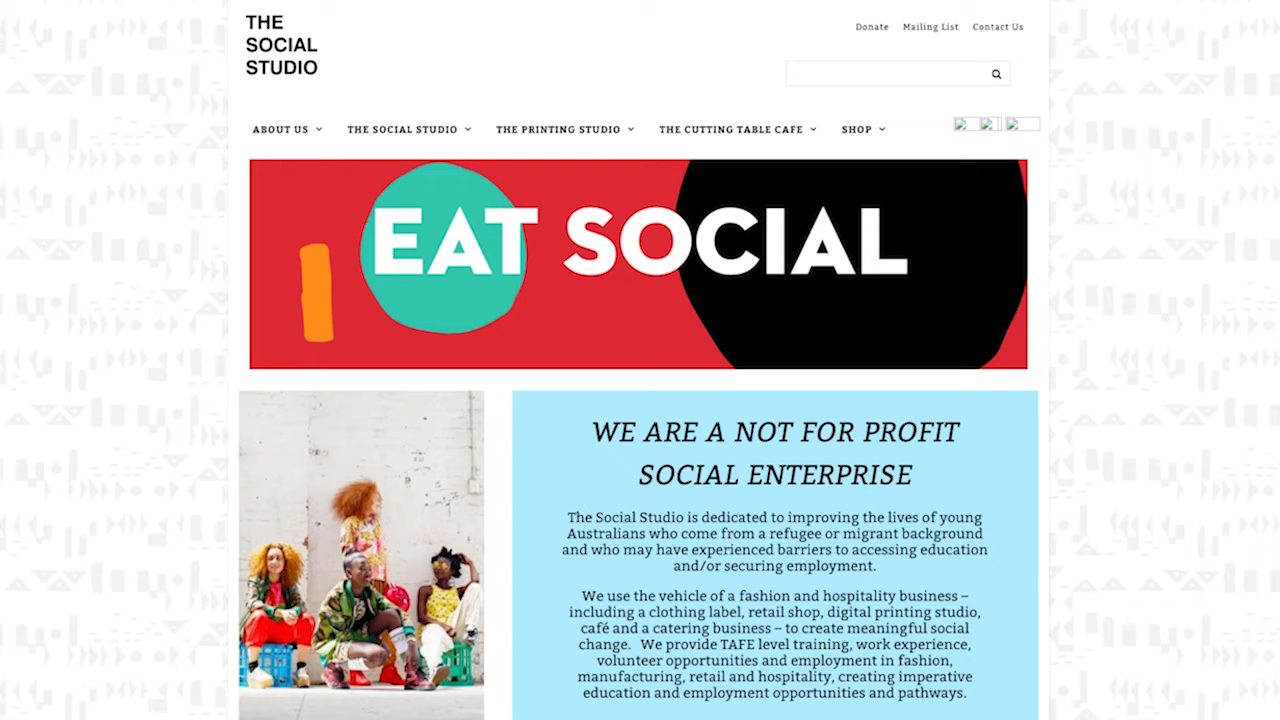 THE
SOCIAL
STUDIO
Donate Mailing List Contact Us
ABOUT US THE SOCIAL STUDIO THE PRINTING STUDIO THE CUTTING TABLE CAFE SHOP
EAT SOCIAL
WE ARE A NOT FOR PROFIT
SOCIAL ENTERPRISE
The Social Studio is dedicated to improving the lives of young
Australians who come from a refugee or migrant background
and who may have experienced barriers to accessing education
and/or securing employment.
We use the vehicle of a fashion and hospitality business –
including a clothing label, retail shop, digital printing studio,
café and a catering business – to create meaningful social
change. We provide TAFE level training, work experience,
volunteer opportunities and employment in fashion,
manufacturing, retail and hospitality, creating imperative
education and employment opportunities and pathways.